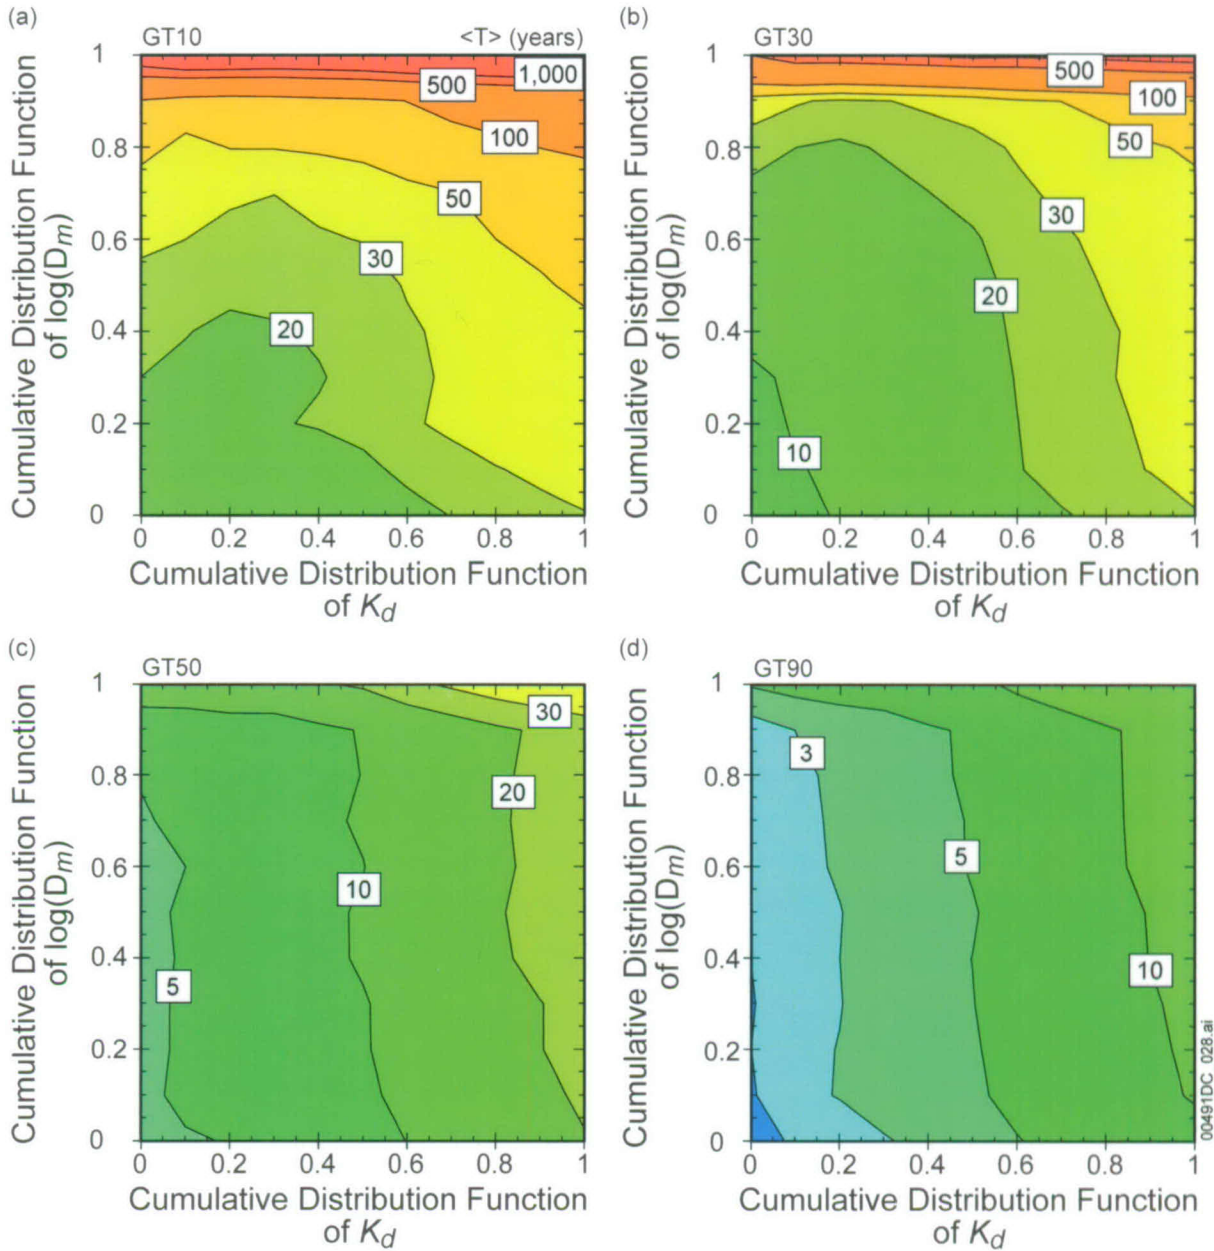 (a)
GT10 <T> (years)
Cumulative Distribution Function
of log(Dm)
1
0.8
0.6
0.4
0.2
0
1,000
500
100
50
30
20
0 0.2 0.4 0.6 0.8 1
Cumulative Distribution Function
of Kd
(b)
GT30
Cumulative Distribution Function
of log(Dm)
1
0.8
0.6
0.4
0.2
0
500
100
50
30
20
10
0 0.2 0.4 0.6 0.8 1
Cumulative Distribution Function
of Kd
(c)
GT50
Cumulative Distribution Function
of log(Dm)
1
0.8
0.6
0.4
0.2
0
30
20
10
5
0 0.2 0.4 0.6 0.8 1
Cumulative Distribution Function
of Kd
(d)
GT90
Cumulative Distribution Function
of log(Dm)
1
0.8
0.6
0.4
0.2
0
3
5
10
0 0.2 0.4 0.6 0.8 1
Cumulative Distribution Function
of Kd
00491DC_028.ai